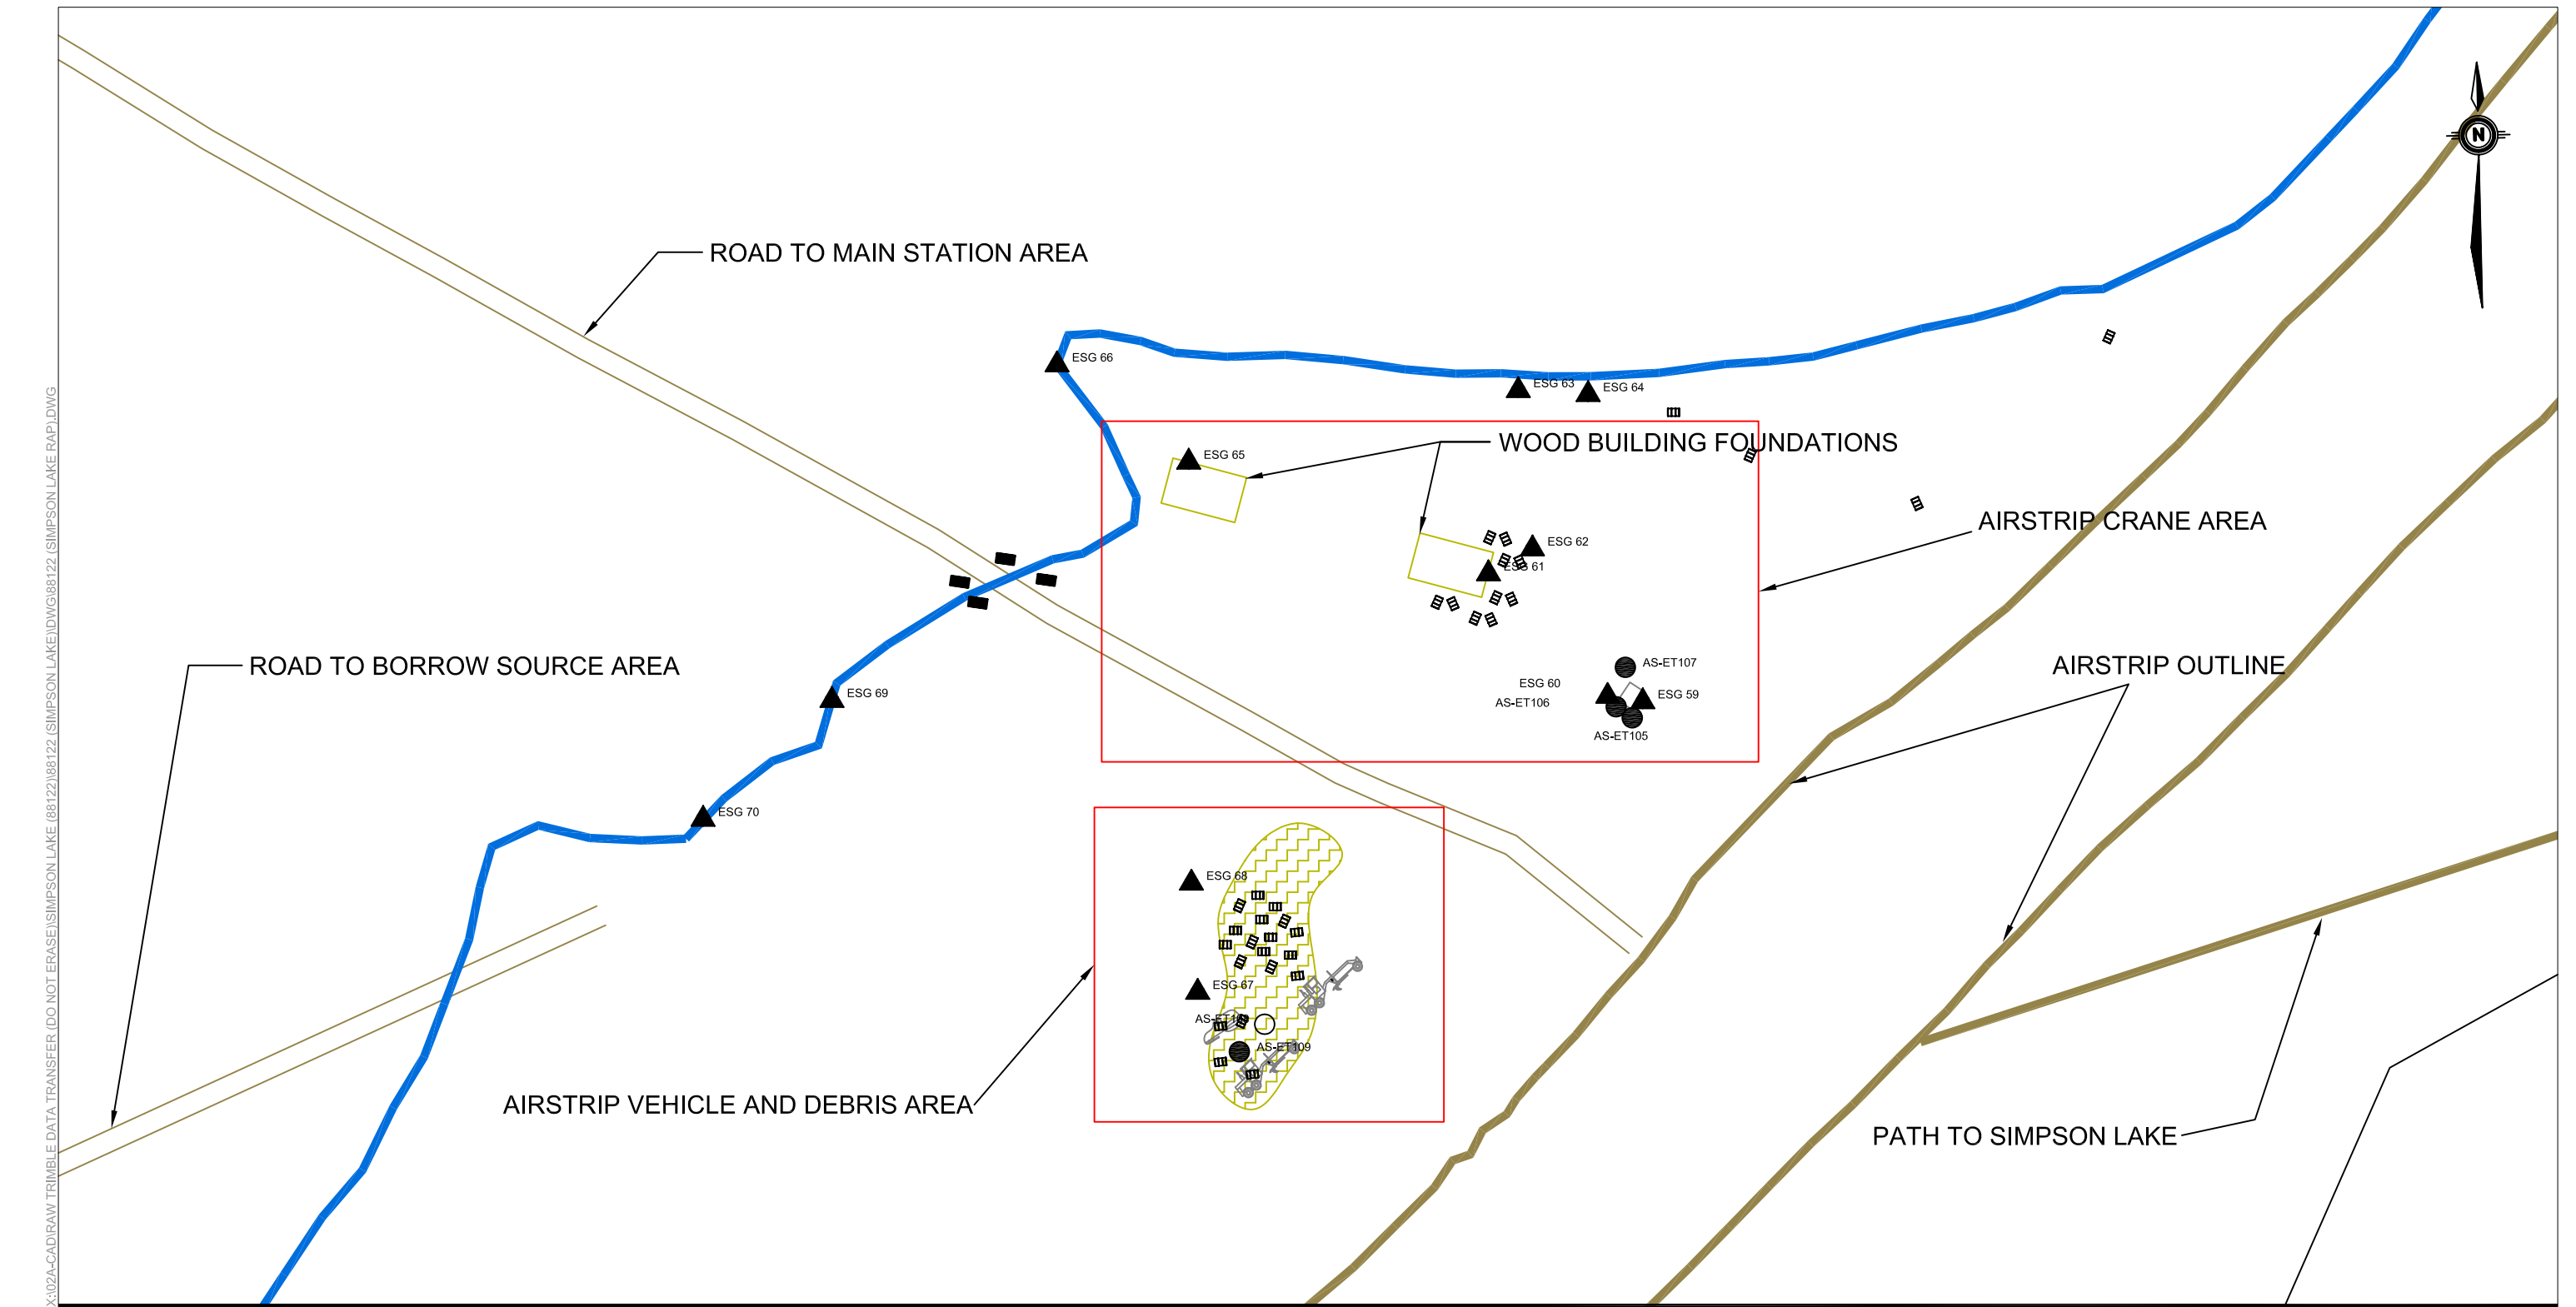 N
ROAD TO MAIN STATION AREA
ESG 66
ESG 63
ESG 64
WOOD BUILDING FOUNDATIONS
ESG 65
AIRSTRIP CRANE AREA
ESG 62
ESG 61
ROAD TO BORROW SOURCE AREA
AS-ET107
AIRSTRIP OUTLINE
ESG 60
ESG 59
ESG 69
AS-ET106
AS-ET105
ESG 70
ESG 68
ESG 67
AS-ET109
AIRSTRIP VEHICLE AND DEBRIS AREA
PATH TO SIMPSON LAKE
X:\02A-CAD\RAW TRIMBLE DATA TRANSFER (DO NOT ERASE)\SIMPSON LAKE (88122)\88122 (SIMPSON LAKE)\DWG\88122 (SIMPSON LAKE RAP).DWG